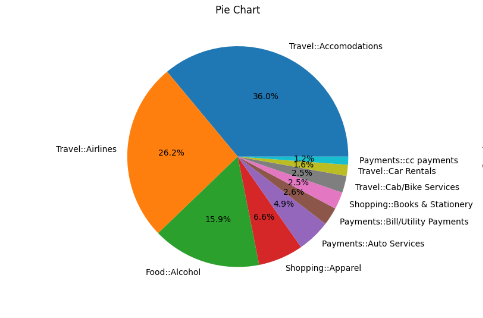 Pie Chart
Travel::Accomodations
36.0%
Travel::Airlines
26.2%
Food::Alcohol
15.9%
Shopping::Apparel
6.6%
Payments::Auto Services
4.9%
Payments::Bill/Utility Payments
2.6%
Shopping::Books & Stationery
2.5%
Travel::Cab/Bike Services
2.5%
Travel::Car Rentals
1.6%
Payments::cc payments
1.2%